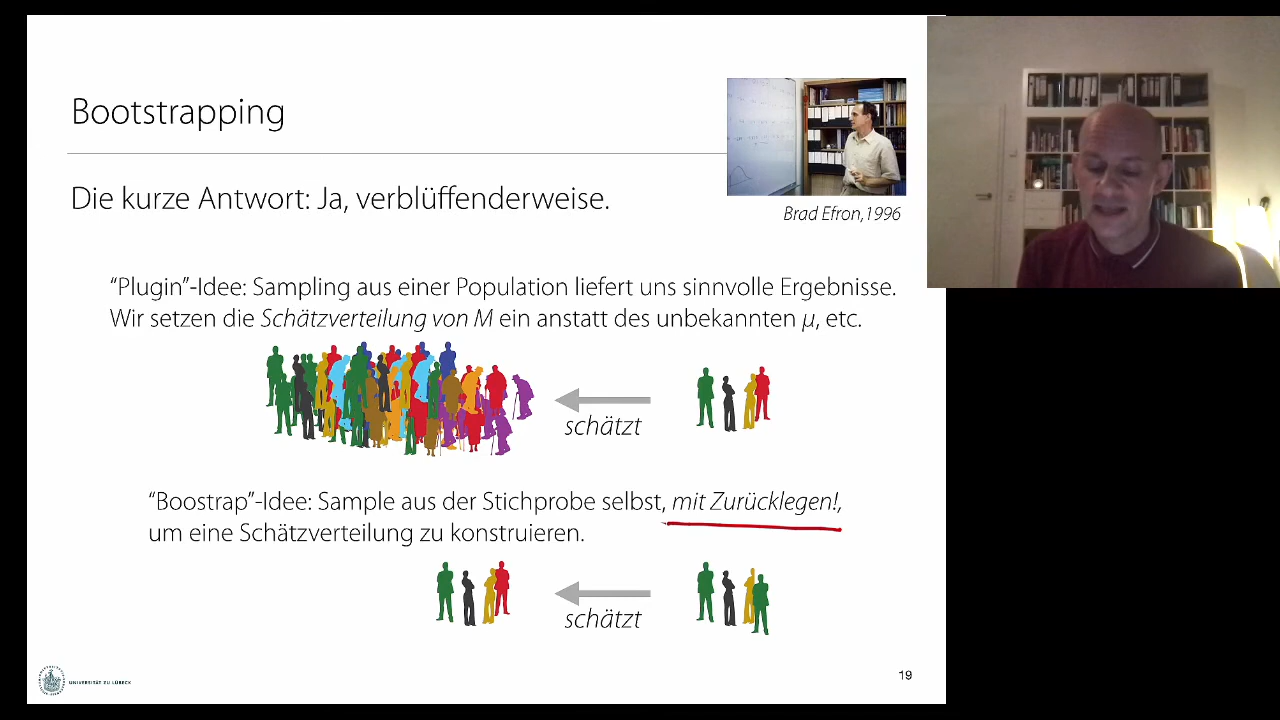 Bootstrapping
Die kurze Antwort: Ja, verblüffenderweise.
Brad Efron,1996
“Plugin”-Idee: Sampling aus einer Population liefert uns sinnvolle Ergebnisse.
Wir setzen die Schätzverteilung von M ein anstatt des unbekannten μ, etc.
schätzt
“Boostrap”-Idee: Sample aus der Stichprobe selbst, mit Zurücklegen!,
um eine Schätzverteilung zu konstruieren.
schätzt
UNIVERSITÄT ZU LÜBECK
19